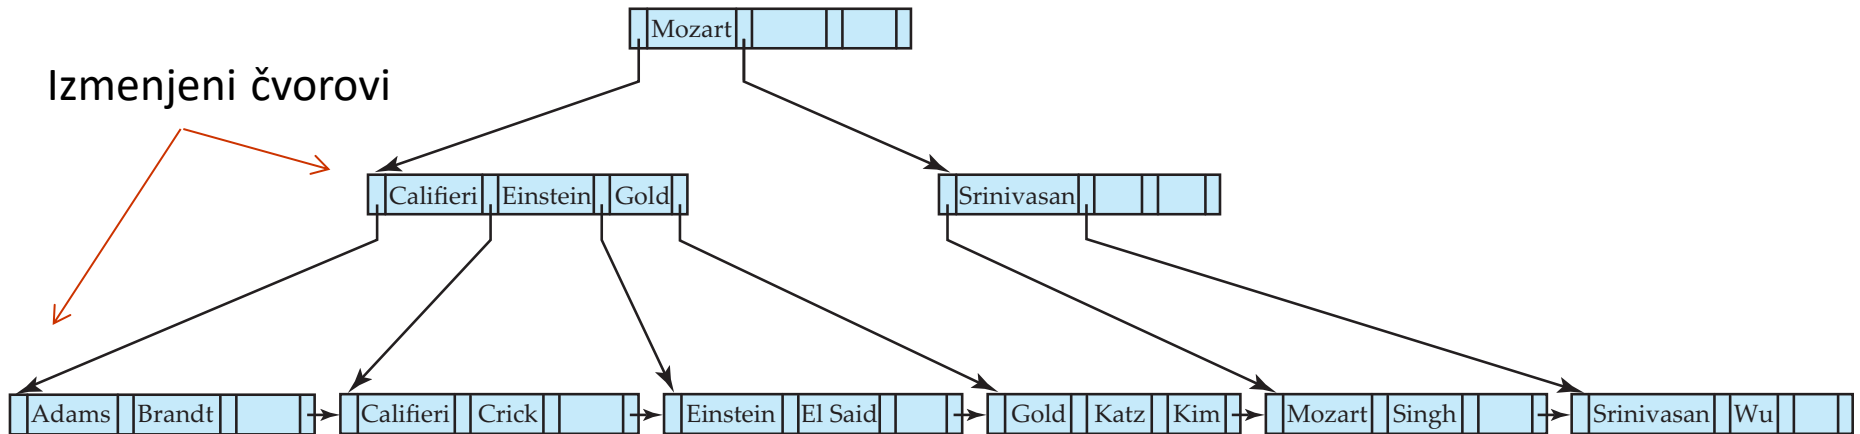 Mozart
Izmenjeni čvorovi
Califieri Einstein Gold
Srinivasan
Adams Brandt
Califieri Crick
Einstein El Said
Gold Katz Kim
Mozart Singh
Srinivasan Wu